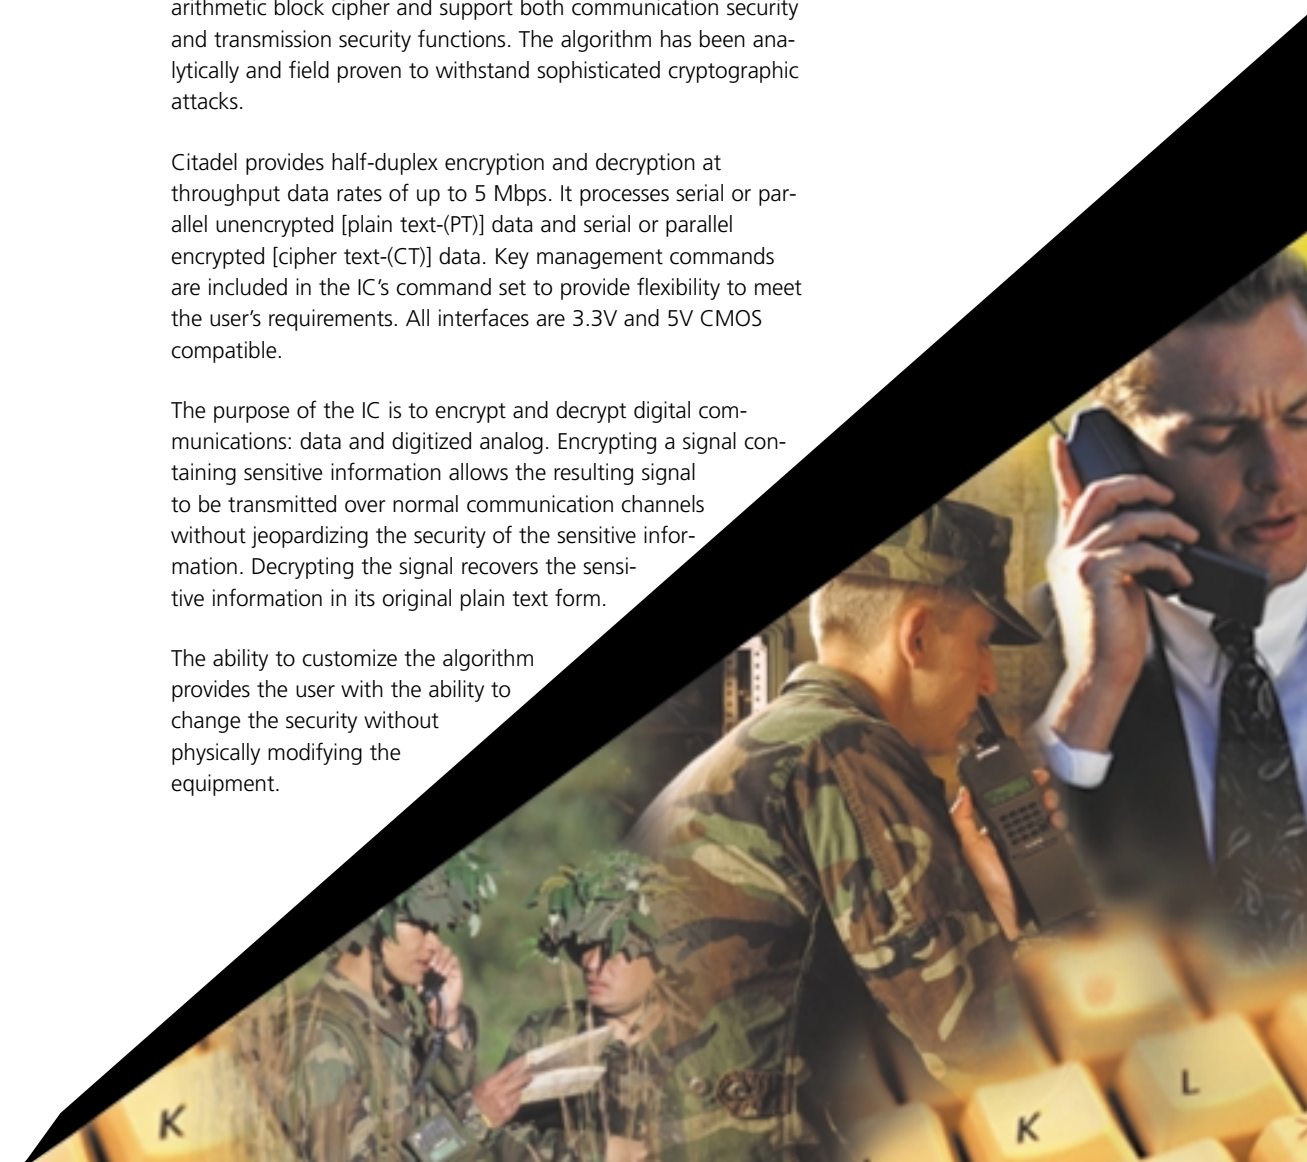 arithmetic block cipher and support both communication security
and transmission security functions. The algorithm has been ana-
lytically and field proven to withstand sophisticated cryptographic
attacks.
Citadel provides half-duplex encryption and decryption at
throughput data rates of up to 5 Mbps. It processes serial or par-
allel unencrypted [plain text-(PT)] data and serial or parallel
encrypted [cipher text-(CT)] data. Key management commands
are included in the IC’s command set to provide flexibility to meet
the user’s requirements. All interfaces are 3.3V and 5V CMOS
compatible.
The purpose of the IC is to encrypt and decrypt digital com-
munications: data and digitized analog. Encrypting a signal con-
taining sensitive information allows the resulting signal
to be transmitted over normal communication channels
without jeopardizing the security of the sensitive infor-
mation. Decrypting the signal recovers the sensi-
tive information in its original plain text form.
The ability to customize the algorithm
provides the user with the ability to
change the security without
physically modifying the
equipment.
L
K
K